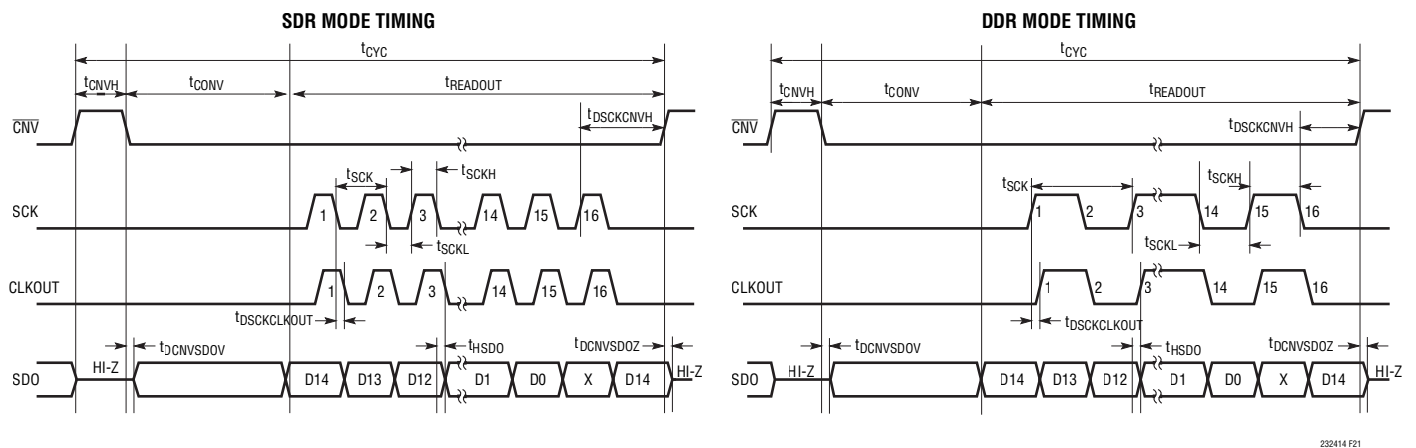 SDR MODE TIMING
tCYC
tCNVH
tCONV
tREADOUT
tDSCKCNVH
CNV
tSCK
tSCKH
SCK
1 2 3 14 15 16
tSCKL
CLKOUT
1 2 3 14 15 16
tDSCKCLKOUT
tDCNVSDOV
tHSDO
tDCNVSDOZ
SDO
HI-Z
D14 D13 D12 D1 D0 X D14
HI-Z
DDR MODE TIMING
tCYC
tCNVH
tCONV
tREADOUT
tDSCKCNVH
CNV
tSCK
tSCKH
SCK
1 2 3 14 15 16
tSCKL
CLKOUT
1 2 3 14 15 16
tDSCKCLKOUT
tDCNVSDOV
tHSDO
tDCNVSDOZ
SDO
HI-Z
D14 D13 D12 D1 D0 X D14
HI-Z
232414 F21